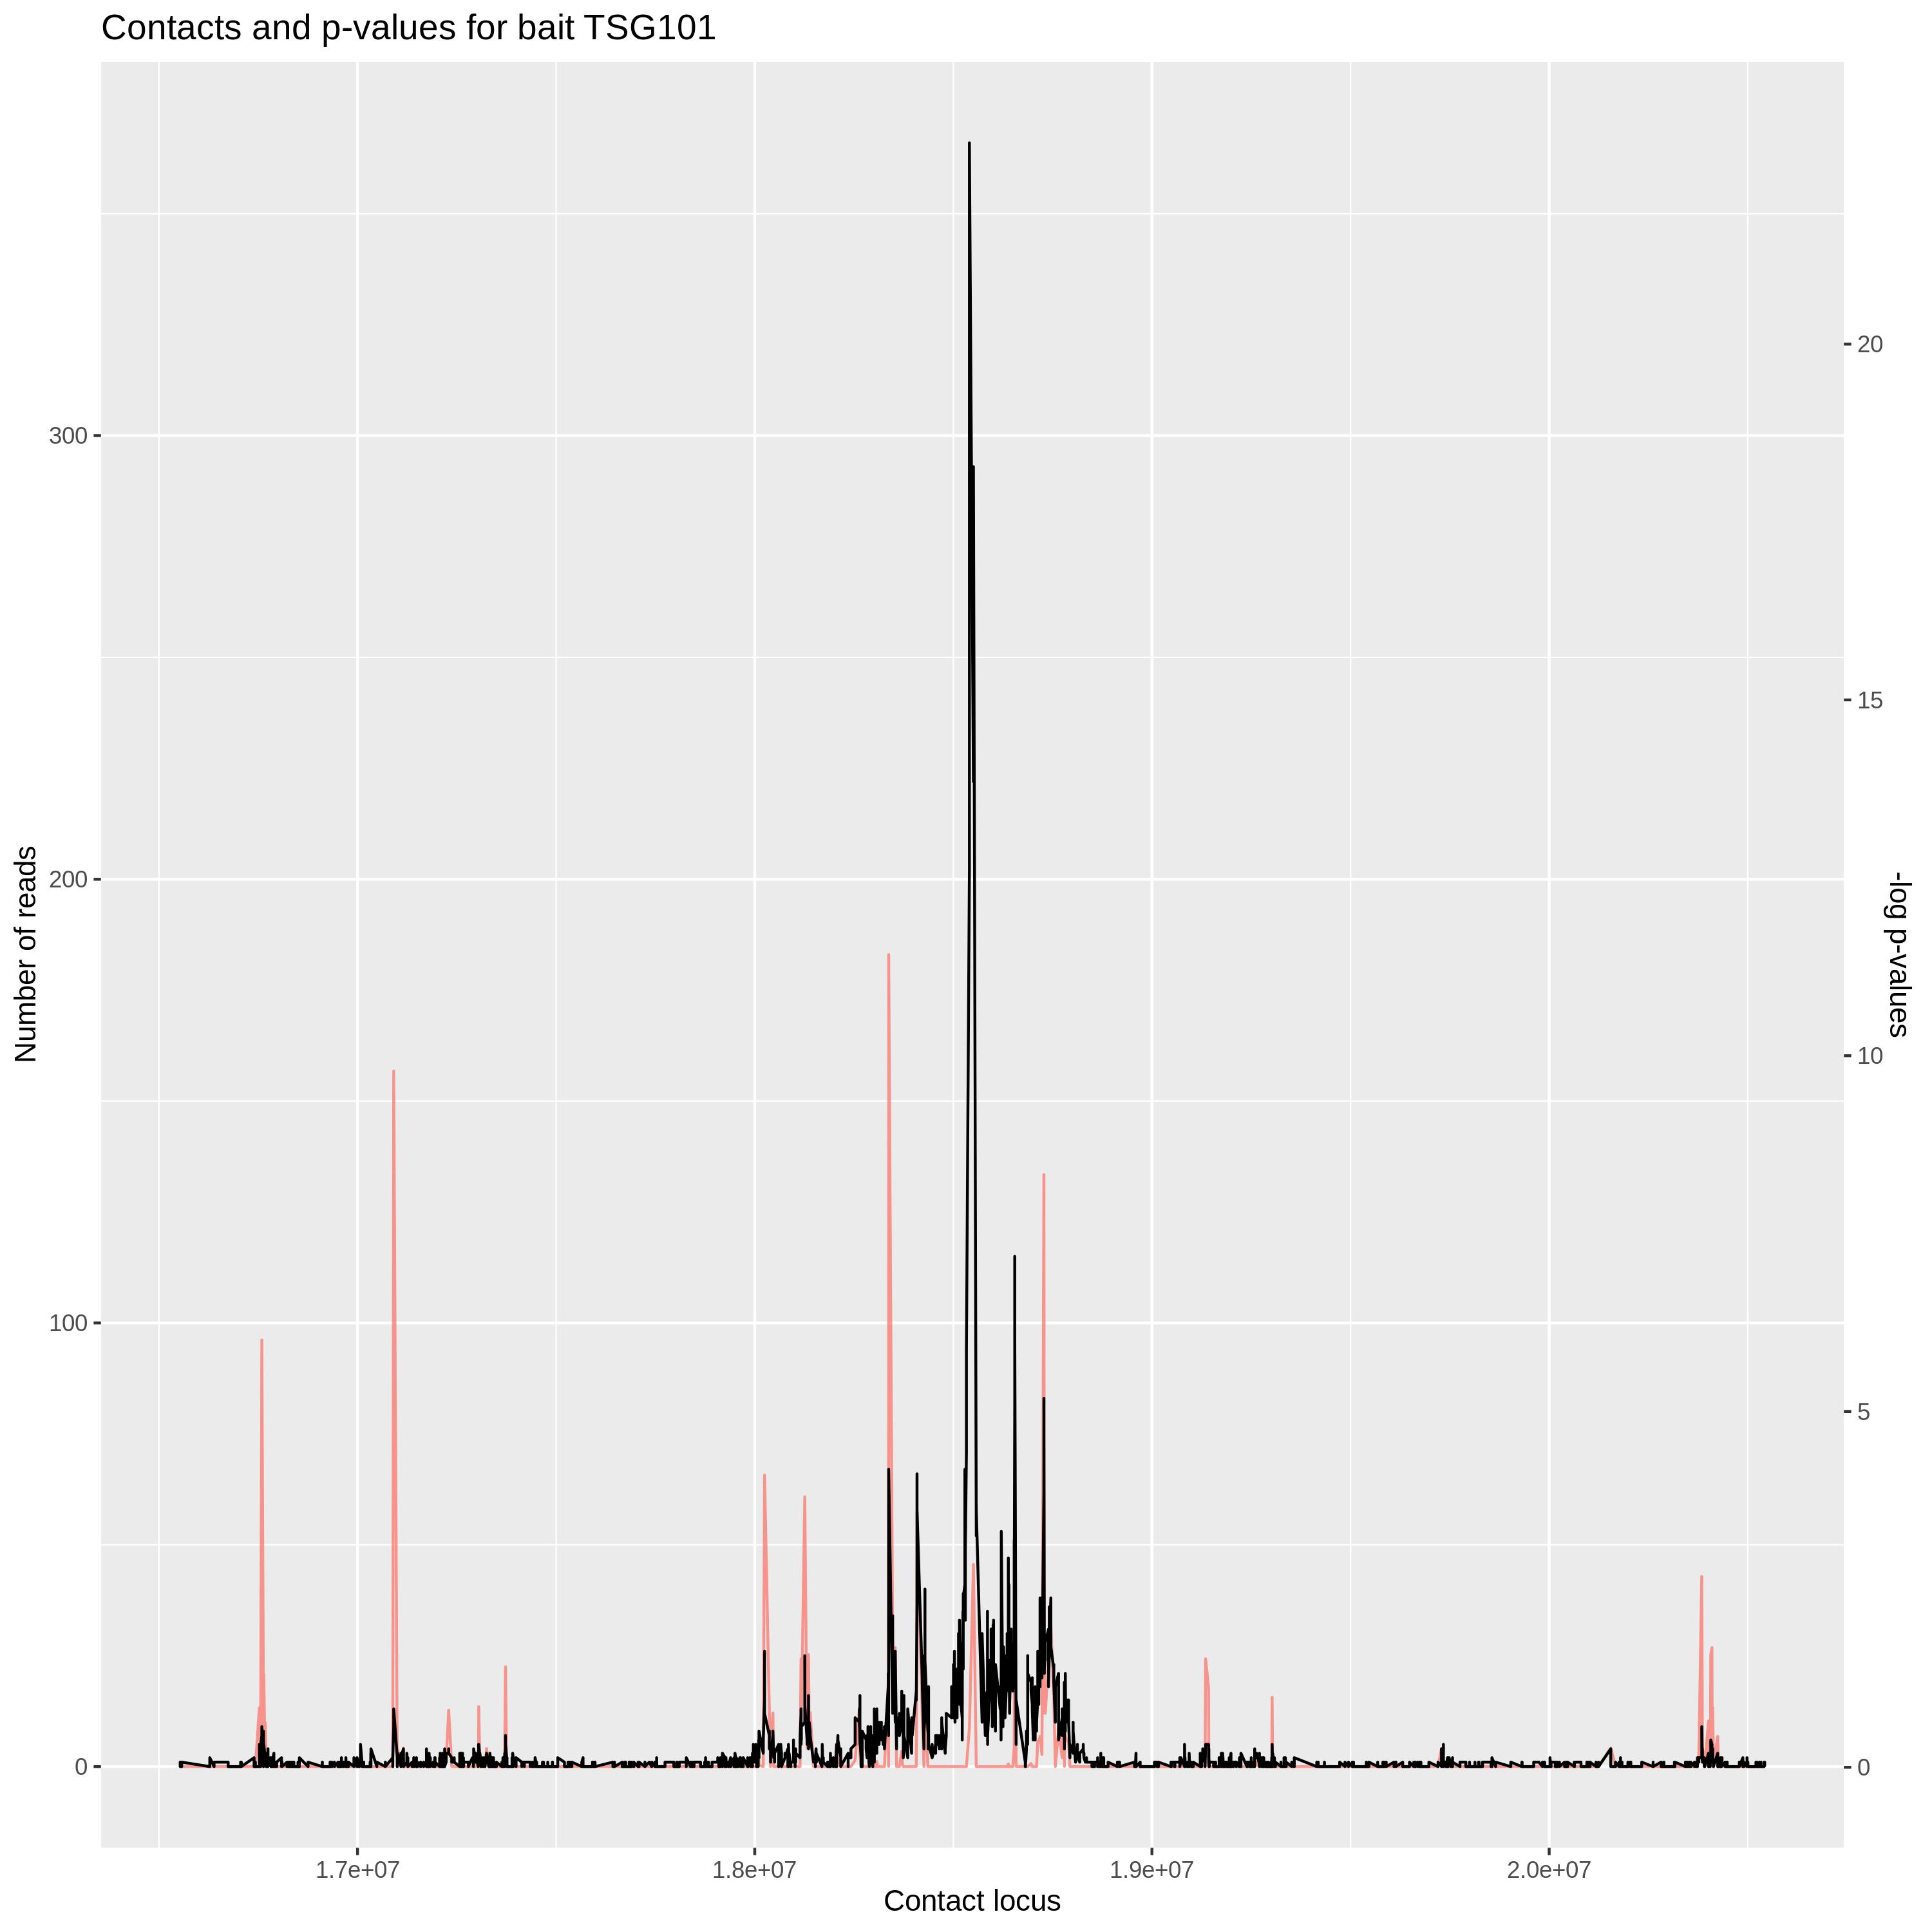 Contacts and p-values for bait TSG101
Number of reads
300
200
100
0
20
15
10
5
0
-log p-values
1.7e+07 1.8e+07 1.9e+07 2.0e+07
Contact locus